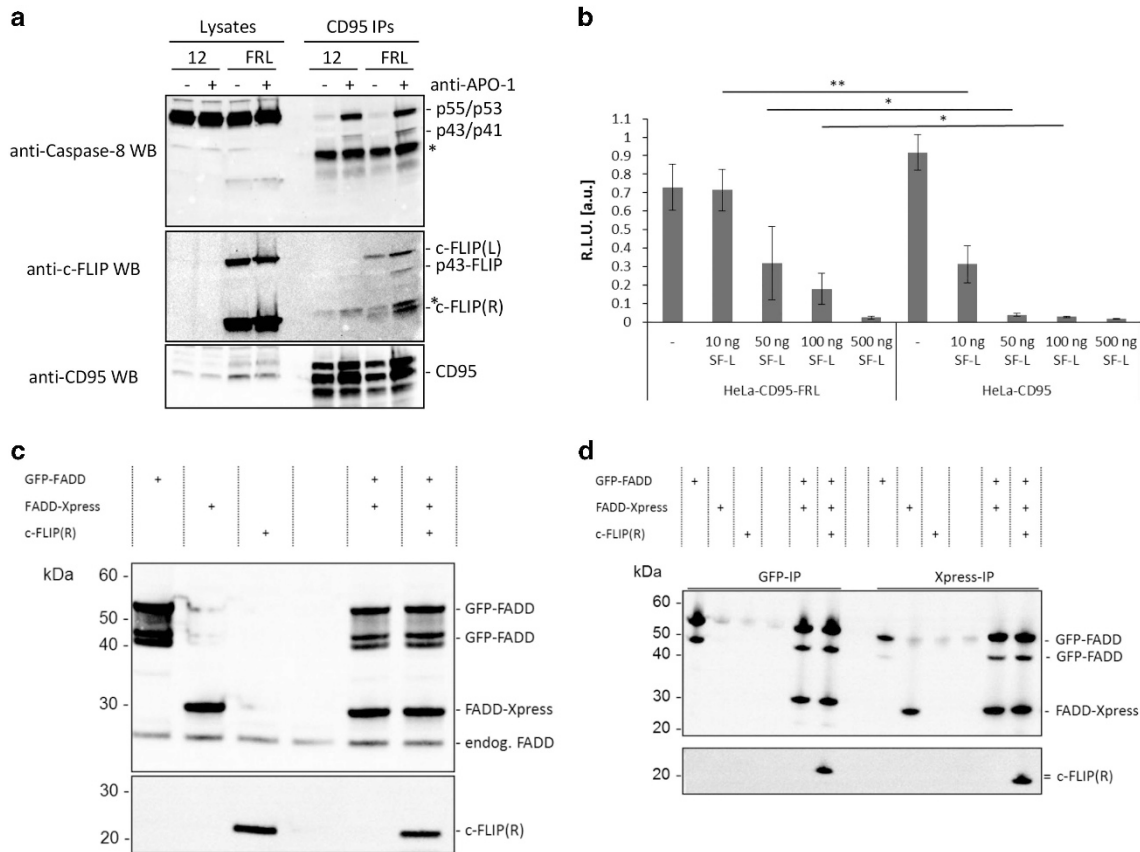 a
Lysates CD95 IPs
12 FRL 12 FRL
- + - + - + - + anti-APO-1
anti-Caspase-8 WB
- p55/p53
- p43/p41
*
anti-c-FLIP WB
- c-FLIP(L)
- p43-FLIP
*
- c-FLIP(R)
anti-CD95 WB
- CD95
b
** 
*
*
R.L.U. [a.u.]
1.1
1
0.9
0.8
0.7
0.6
0.5
0.4
0.3
0.2
0.1
0
- 10 ng SF-L 50 ng SF-L 100 ng SF-L 500 ng SF-L - 10 ng SF-L 50 ng SF-L 100 ng SF-L 500 ng SF-L
HeLa-CD95-FRL HeLa-CD95
c
GFP-FADD + + +
FADD-Xpress + + +
c-FLIP(R) + +
kDa
60 -
50 -
40 -
30 -
- GFP-FADD
- GFP-FADD
- FADD-Xpress
- endog. FADD
25 -
20 -
- c-FLIP(R)
d
GFP-FADD + + + + + +
FADD-Xpress + + + + + +
c-FLIP(R) + + + +
kDa GFP-IP Xpress-IP
60 -
50 -
40 -
30 -
20 -
- GFP-FADD
- GFP-FADD
- FADD-Xpress
20 -
= c-FLIP(R)